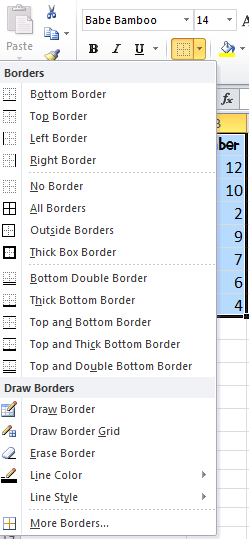 Babe Bamboo 14 A
Paste
B I U
Borders
fx
Bottom Border
Top Border
Left Border
Right Border
No Border
All Borders
Outside Borders
Thick Box Border
Bottom Double Border
Thick Bottom Border
Top and Bottom Border
Top and Thick Bottom Border
Top and Double Bottom Border
Draw Borders
Draw Border
Draw Border Grid
Erase Border
Line Color
Line Style
More Borders...
B
ber
12
10
2
9
7
6
4